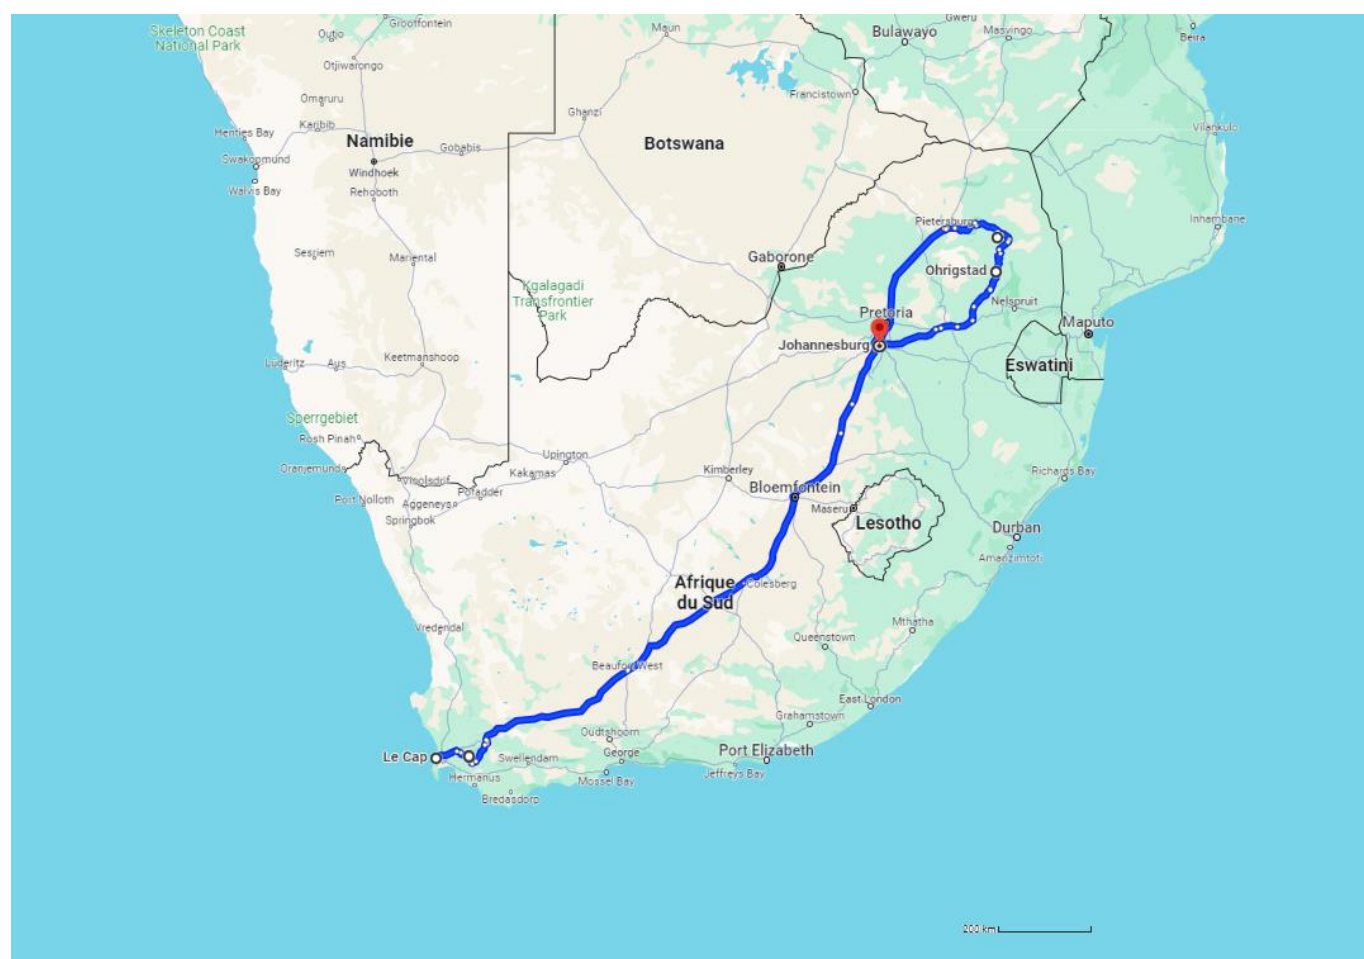 Skeleton Coast
National Park
Grootfontein
Outjo
Otjiwarongo
Maun
Gweru
Bulawayo
Masvingo
Beira
Omaruru
Karibib
Ghanzi
Francistown
Henties Bay
Namibie
Gobabis
Botswana
Vilankulo
Swakopmund
Windhoek
Walvis Bay
Rehoboth
Pietersburg
Inhambane
Sesriem
Mariental
Gaborone
Ohrigstad
Kgalagadi
Transfrontier
Park
Nelspruit
Pretoria
Maputo
Johannesburg
Lüderitz
Aus
Keetmanshoop
Eswatini
Sperrgebiet
Rosh Pinah
Upington
Oranjemund
Kakamas
Kimberley
Richards Bay
Vioolsdrif
Pofadder
Bloemfontein
Port Nolloth
Aggeneys
Maseru
Springbok
Lesotho
Durban
Amanzimtoti
Afrique
du Sud
Colesberg
Vredendal
Mthatha
Queenstown
Beaufort West
East London
Grahamstown
Oudtshoorn
Le Cap
Swellendam
George
Port Elizabeth
Hermanus
Mossel Bay
Jeffreys Bay
Bredasdorp
200 km